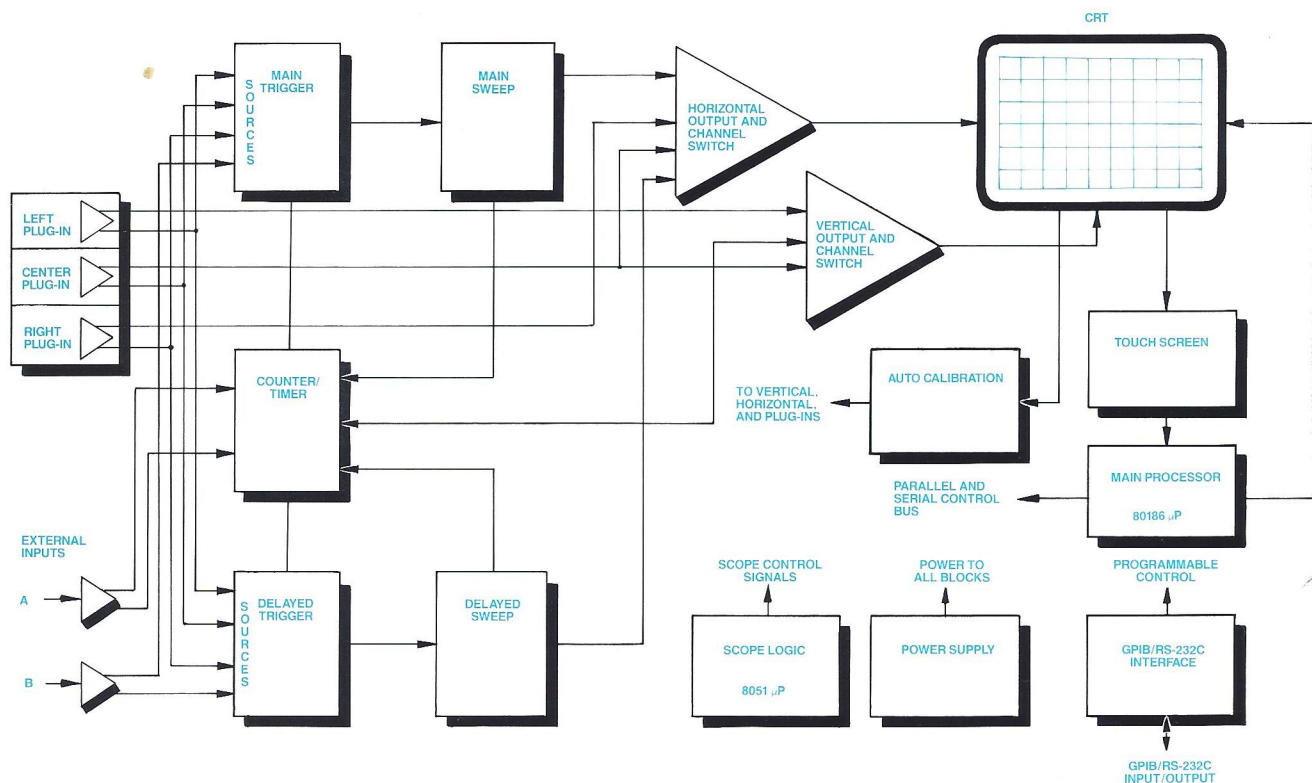 CRT
MAIN
TRIGGER
SOURCES
MAIN
SWEEP
HORIZONTAL
OUTPUT AND
CHANNEL
SWITCH
LEFT
PLUG-IN
CENTER
PLUG-IN
RIGHT
PLUG-IN
VERTICAL
OUTPUT AND
CHANNEL
SWITCH
TOUCH SCREEN
COUNTER/
TIMER
TO VERTICAL,
HORIZONTAL,
AND PLUG-INS
AUTO CALIBRATION
PARALLEL AND
SERIAL CONTROL
BUS
MAIN PROCESSOR
80186 μP
EXTERNAL
INPUTS
A
B
SOURCES
DELAYED
TRIGGER
DELAYED
SWEEP
SCOPE CONTROL
SIGNALS
SCOPE LOGIC
8051 μP
POWER TO
ALL BLOCKS
POWER SUPPLY
PROGRAMMABLE
CONTROL
GPIB/RS-232C
INTERFACE
GPIB/RS-232C
INPUT/OUTPUT